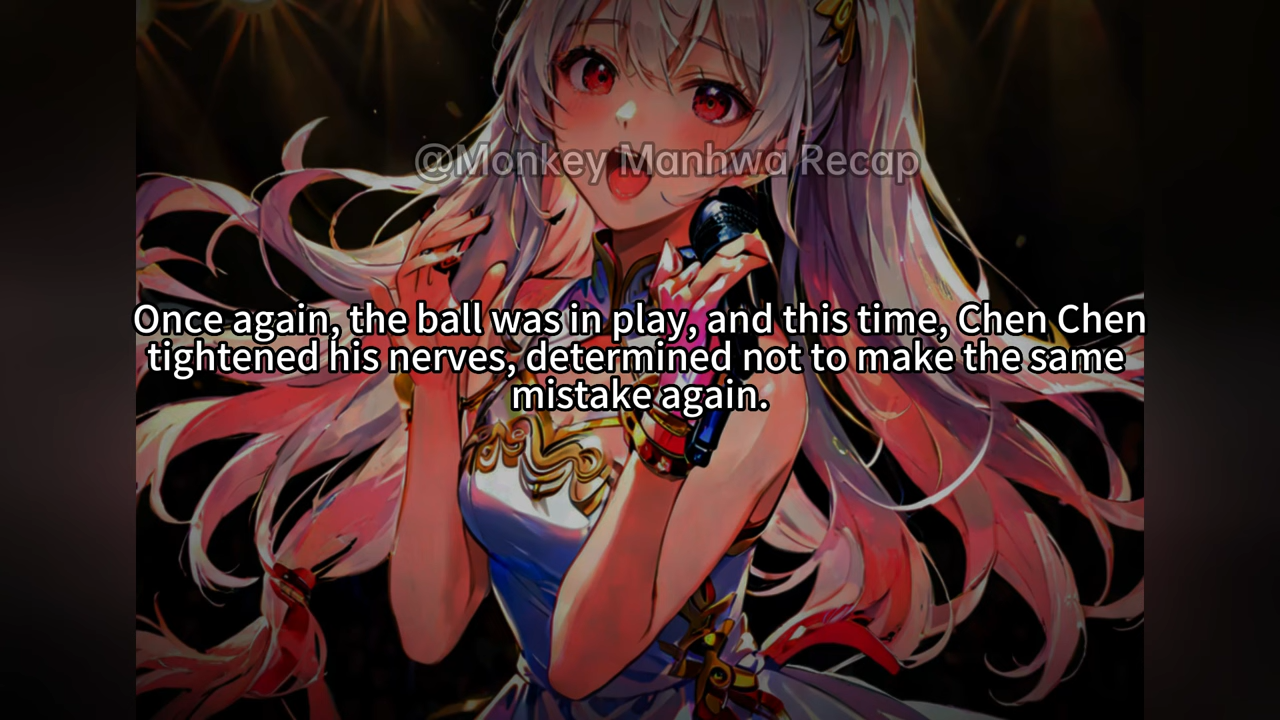 @Monkey Manhwa Recap
Once again, the ball was in play, and this time, Chen Chen
tightened his nerves, determined not to make the same
mistake again.